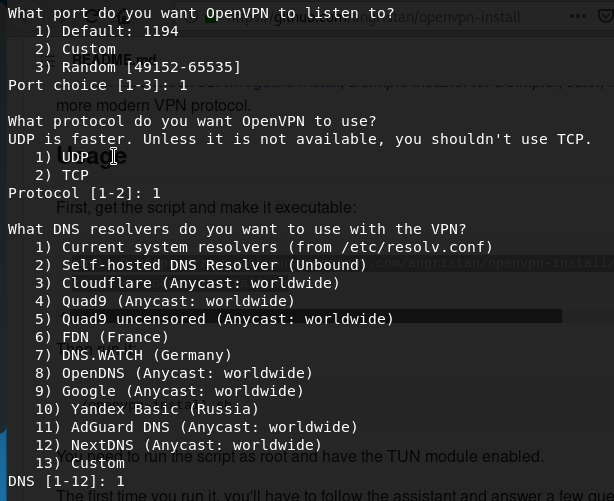 What port do you want OpenVPN to listen to?
1) Default: 1194
2) Custom
3) Random [49152-65535]
Port choice [1-3]: 1
more modern VPN protocol.
What protocol do you want OpenVPN to use?
UDP is faster. Unless it is not available, you shouldn't use TCP.
1) UDP
2) TCP
Protocol [1-2]: 1
First, get the script and make it executable:
What DNS resolvers do you want to use with the VPN?
1) Current system resolvers (from /etc/resolv.conf)
2) Self-hosted DNS Resolver (Unbound)
3) Cloudflare (Anycast: worldwide)
4) Quad9 (Anycast: worldwide)
5) Quad9 uncensored (Anycast: worldwide)
6) FDN (France)
7) DNS.WATCH (Germany)
8) OpenDNS (Anycast: worldwide)
9) Google (Anycast: worldwide)
10) Yandex Basic (Russia)
11) AdGuard DNS (Anycast: worldwide)
12) NextDNS (Anycast: worldwide)
You need to run the script as root and have the TUN module enabled.
13) Custom
DNS [1-12]: 1
The first time you run it, you'll have to follow the assistant and answer a few